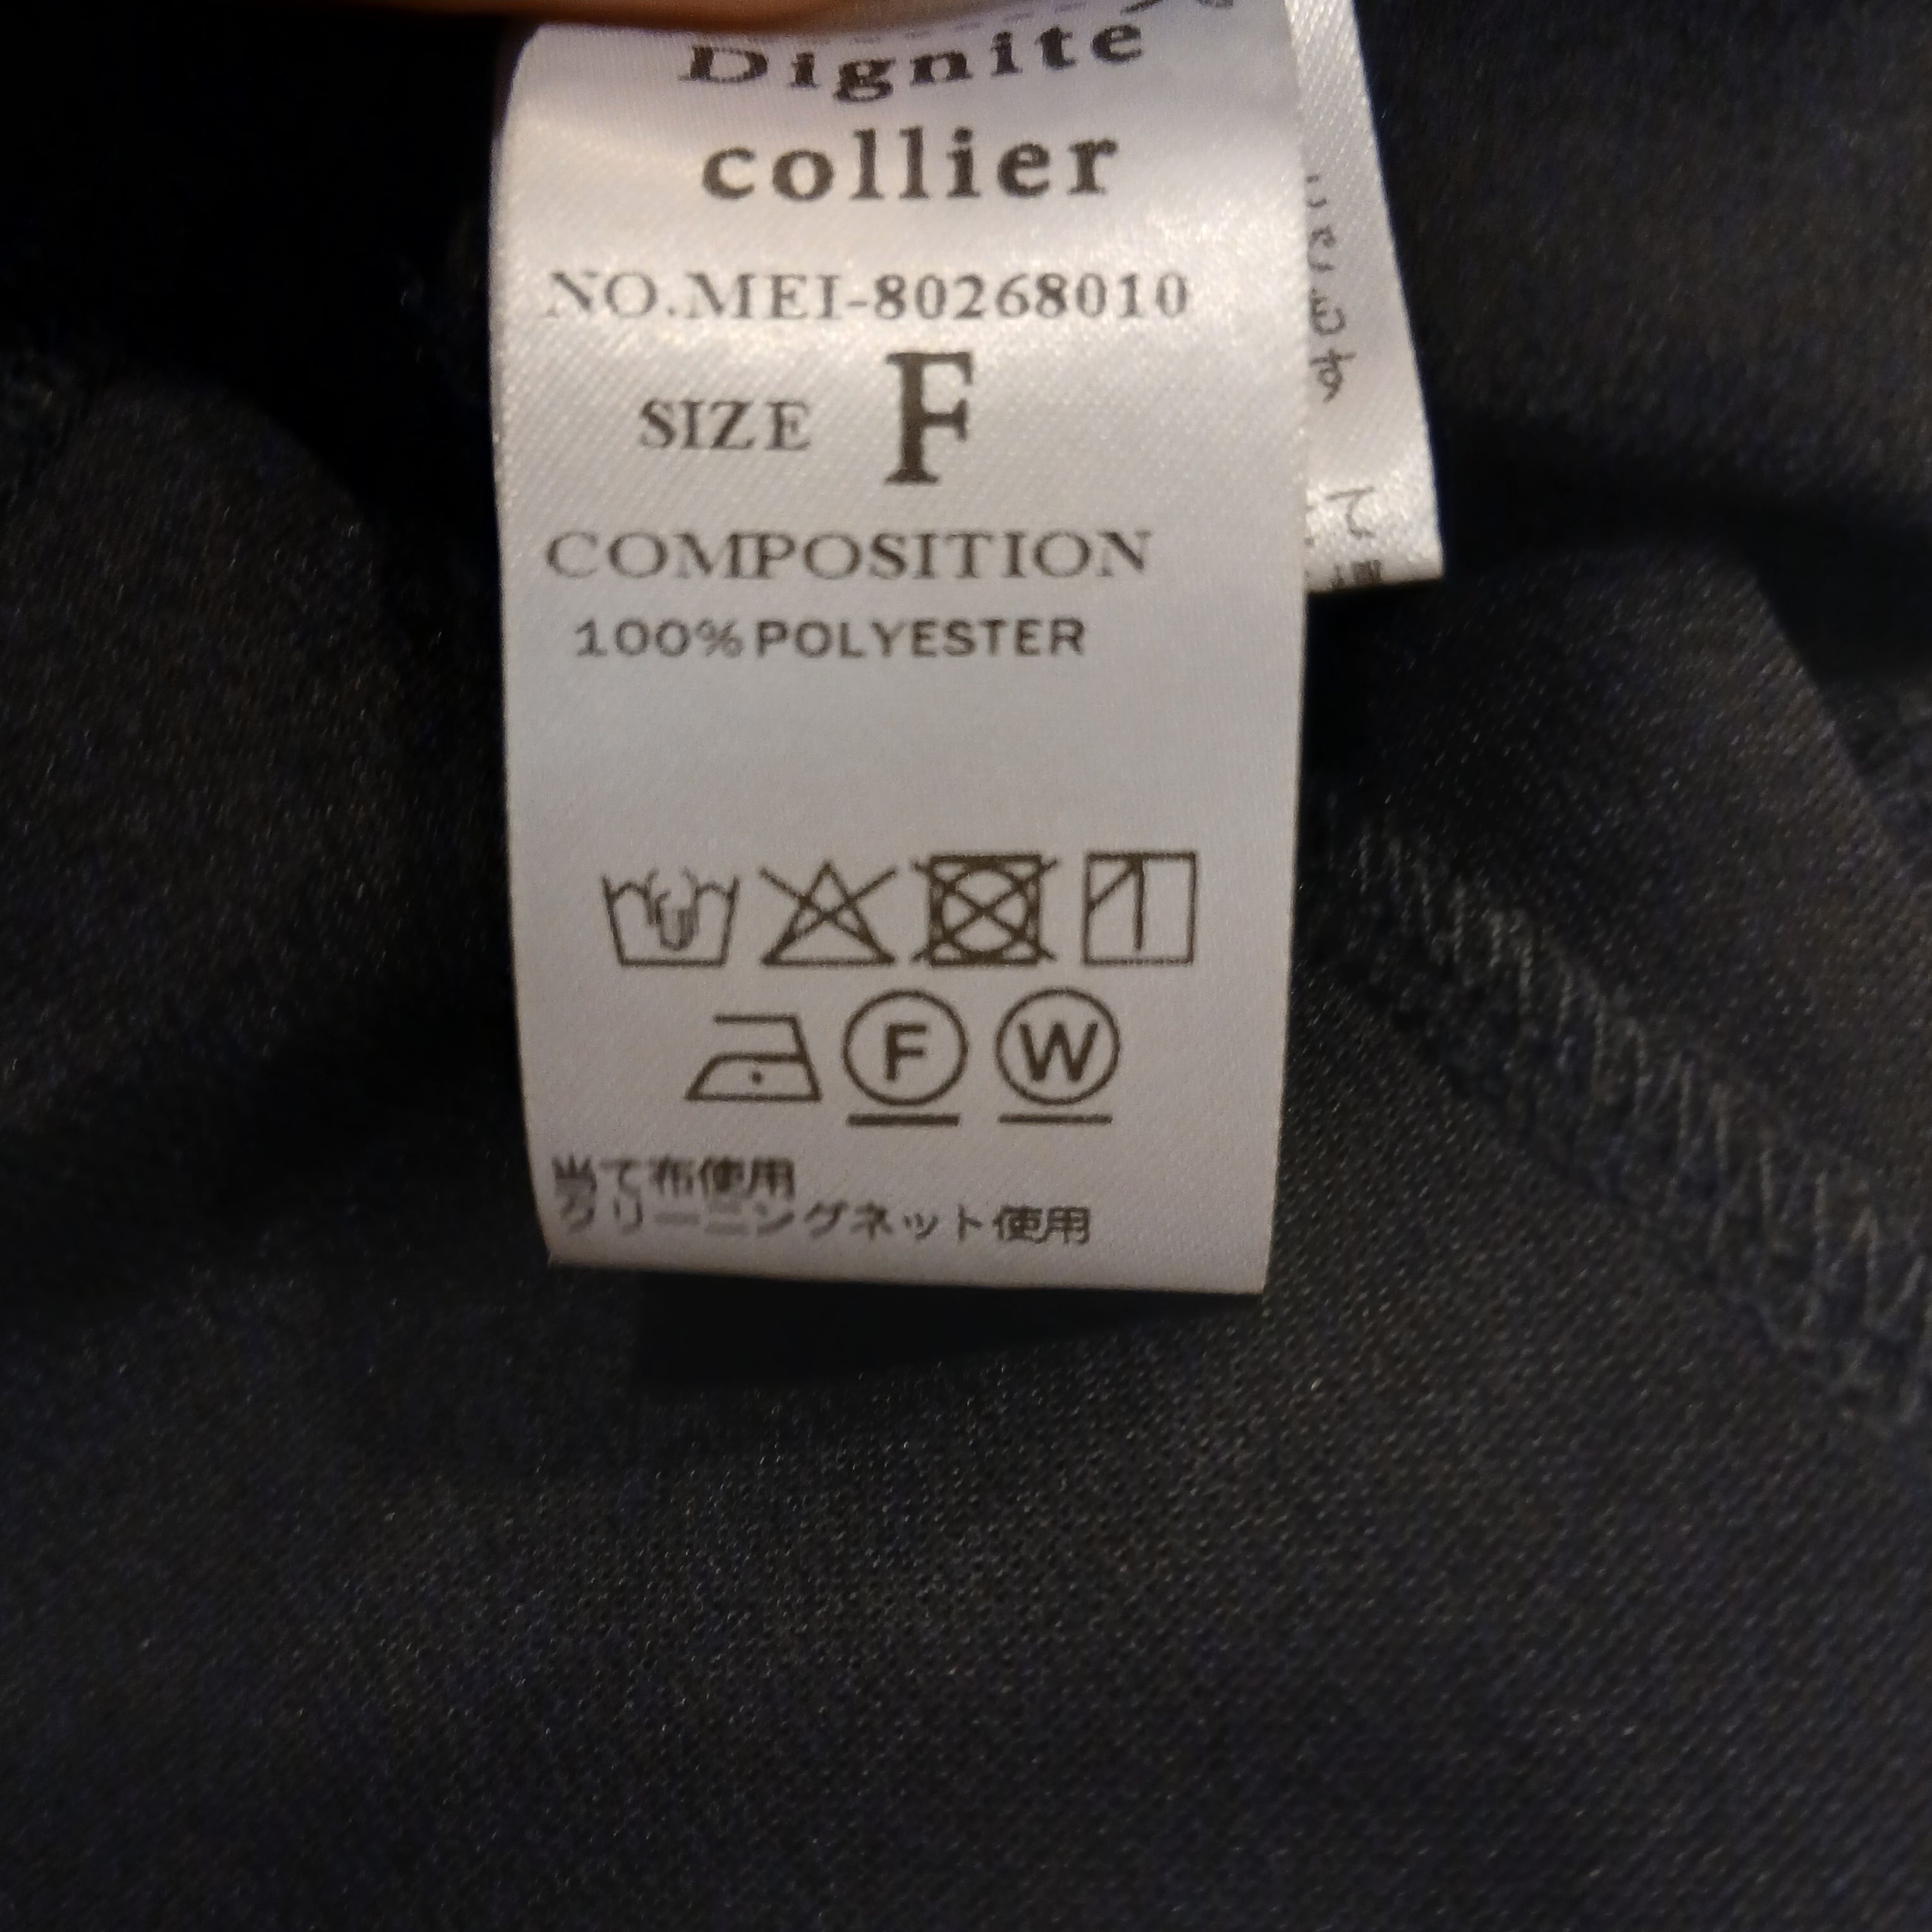 Dignite
collier
NO.MEI-80268010
SIZE F
COMPOSITION
100%POLYESTER
F W
当て布使用
クリーニングネット使用